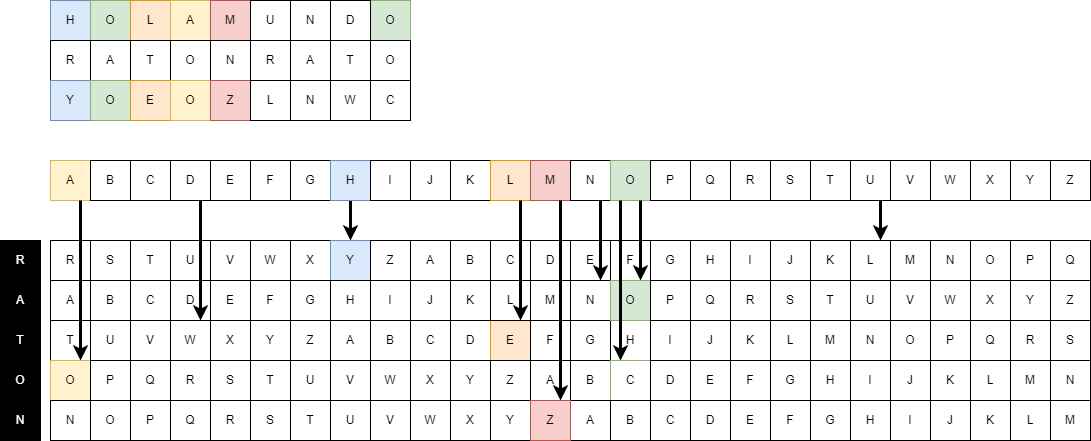 H O L A M U N D O
R A T O N R A T O
Y O E O Z L N W C
A B C D E F G H I J K L M N O P Q R S T U V W X Y Z
R R S T U V W X Y Z A B C D E F G H I J K L M N O P Q
A A B C D E F G H I J K L M N O P Q R S T U V W X Y Z
T T U V W X Y Z A B C D E F G H I J K L M N O P Q R S
O O P Q R S T U V W X Y Z A B C D E F G H I J K L M N
N N O P Q R S T U V W X Y Z A B C D E F G H I J K L M